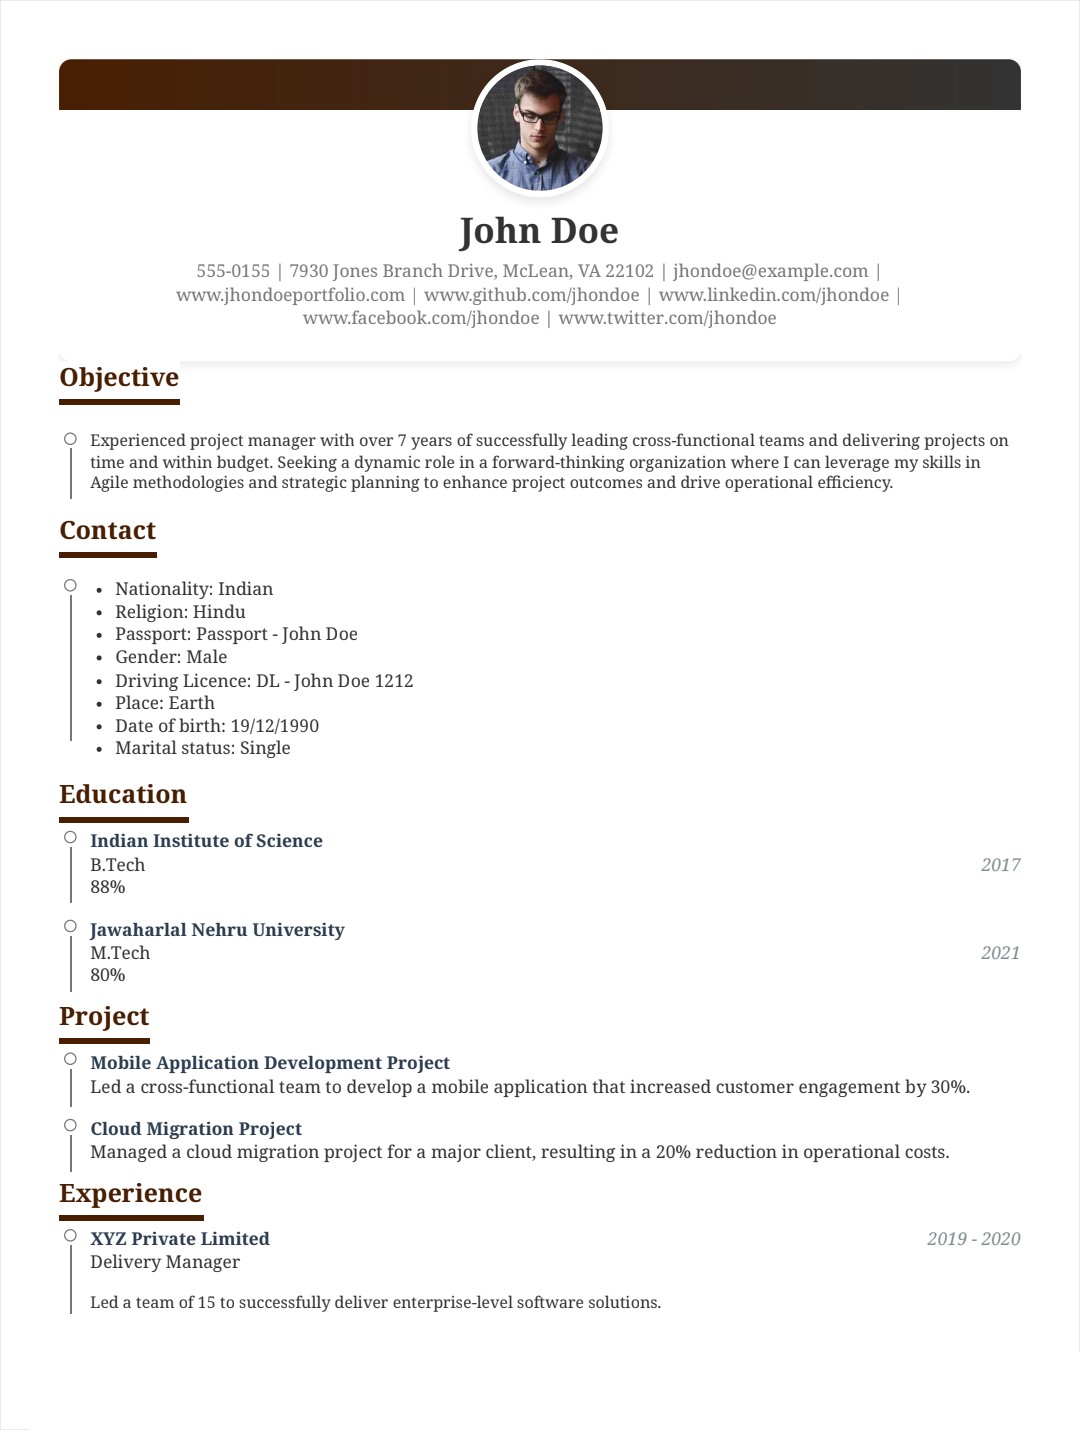 John Doe
555-0155 | 7930 Jones Branch Drive, McLean, VA 22102 | jhondoe@example.com |
www.jhondoeportfolio.com | www.github.com/jhondoe | www.linkedin.com/jhondoe |
www.facebook.com/jhondoe | www.twitter.com/jhondoe
Objective
Experienced project manager with over 7 years of successfully leading cross-functional teams and delivering projects on
time and within budget. Seeking a dynamic role in a forward-thinking organization where I can leverage my skills in
Agile methodologies and strategic planning to enhance project outcomes and drive operational efficiency.
Contact
• Nationality: Indian
• Religion: Hindu
• Passport: Passport - John Doe
• Gender: Male
• Driving Licence: DL - John Doe 1212
• Place: Earth
• Date of birth: 19/12/1990
• Marital status: Single
Education
Indian Institute of Science
B.Tech 2017
88%
Jawaharlal Nehru University
M.Tech 2021
80%
Project
Mobile Application Development Project
Led a cross-functional team to develop a mobile application that increased customer engagement by 30%.
Cloud Migration Project
Managed a cloud migration project for a major client, resulting in a 20% reduction in operational costs.
Experience
XYZ Private Limited 2019 - 2020
Delivery Manager
Led a team of 15 to successfully deliver enterprise-level software solutions.